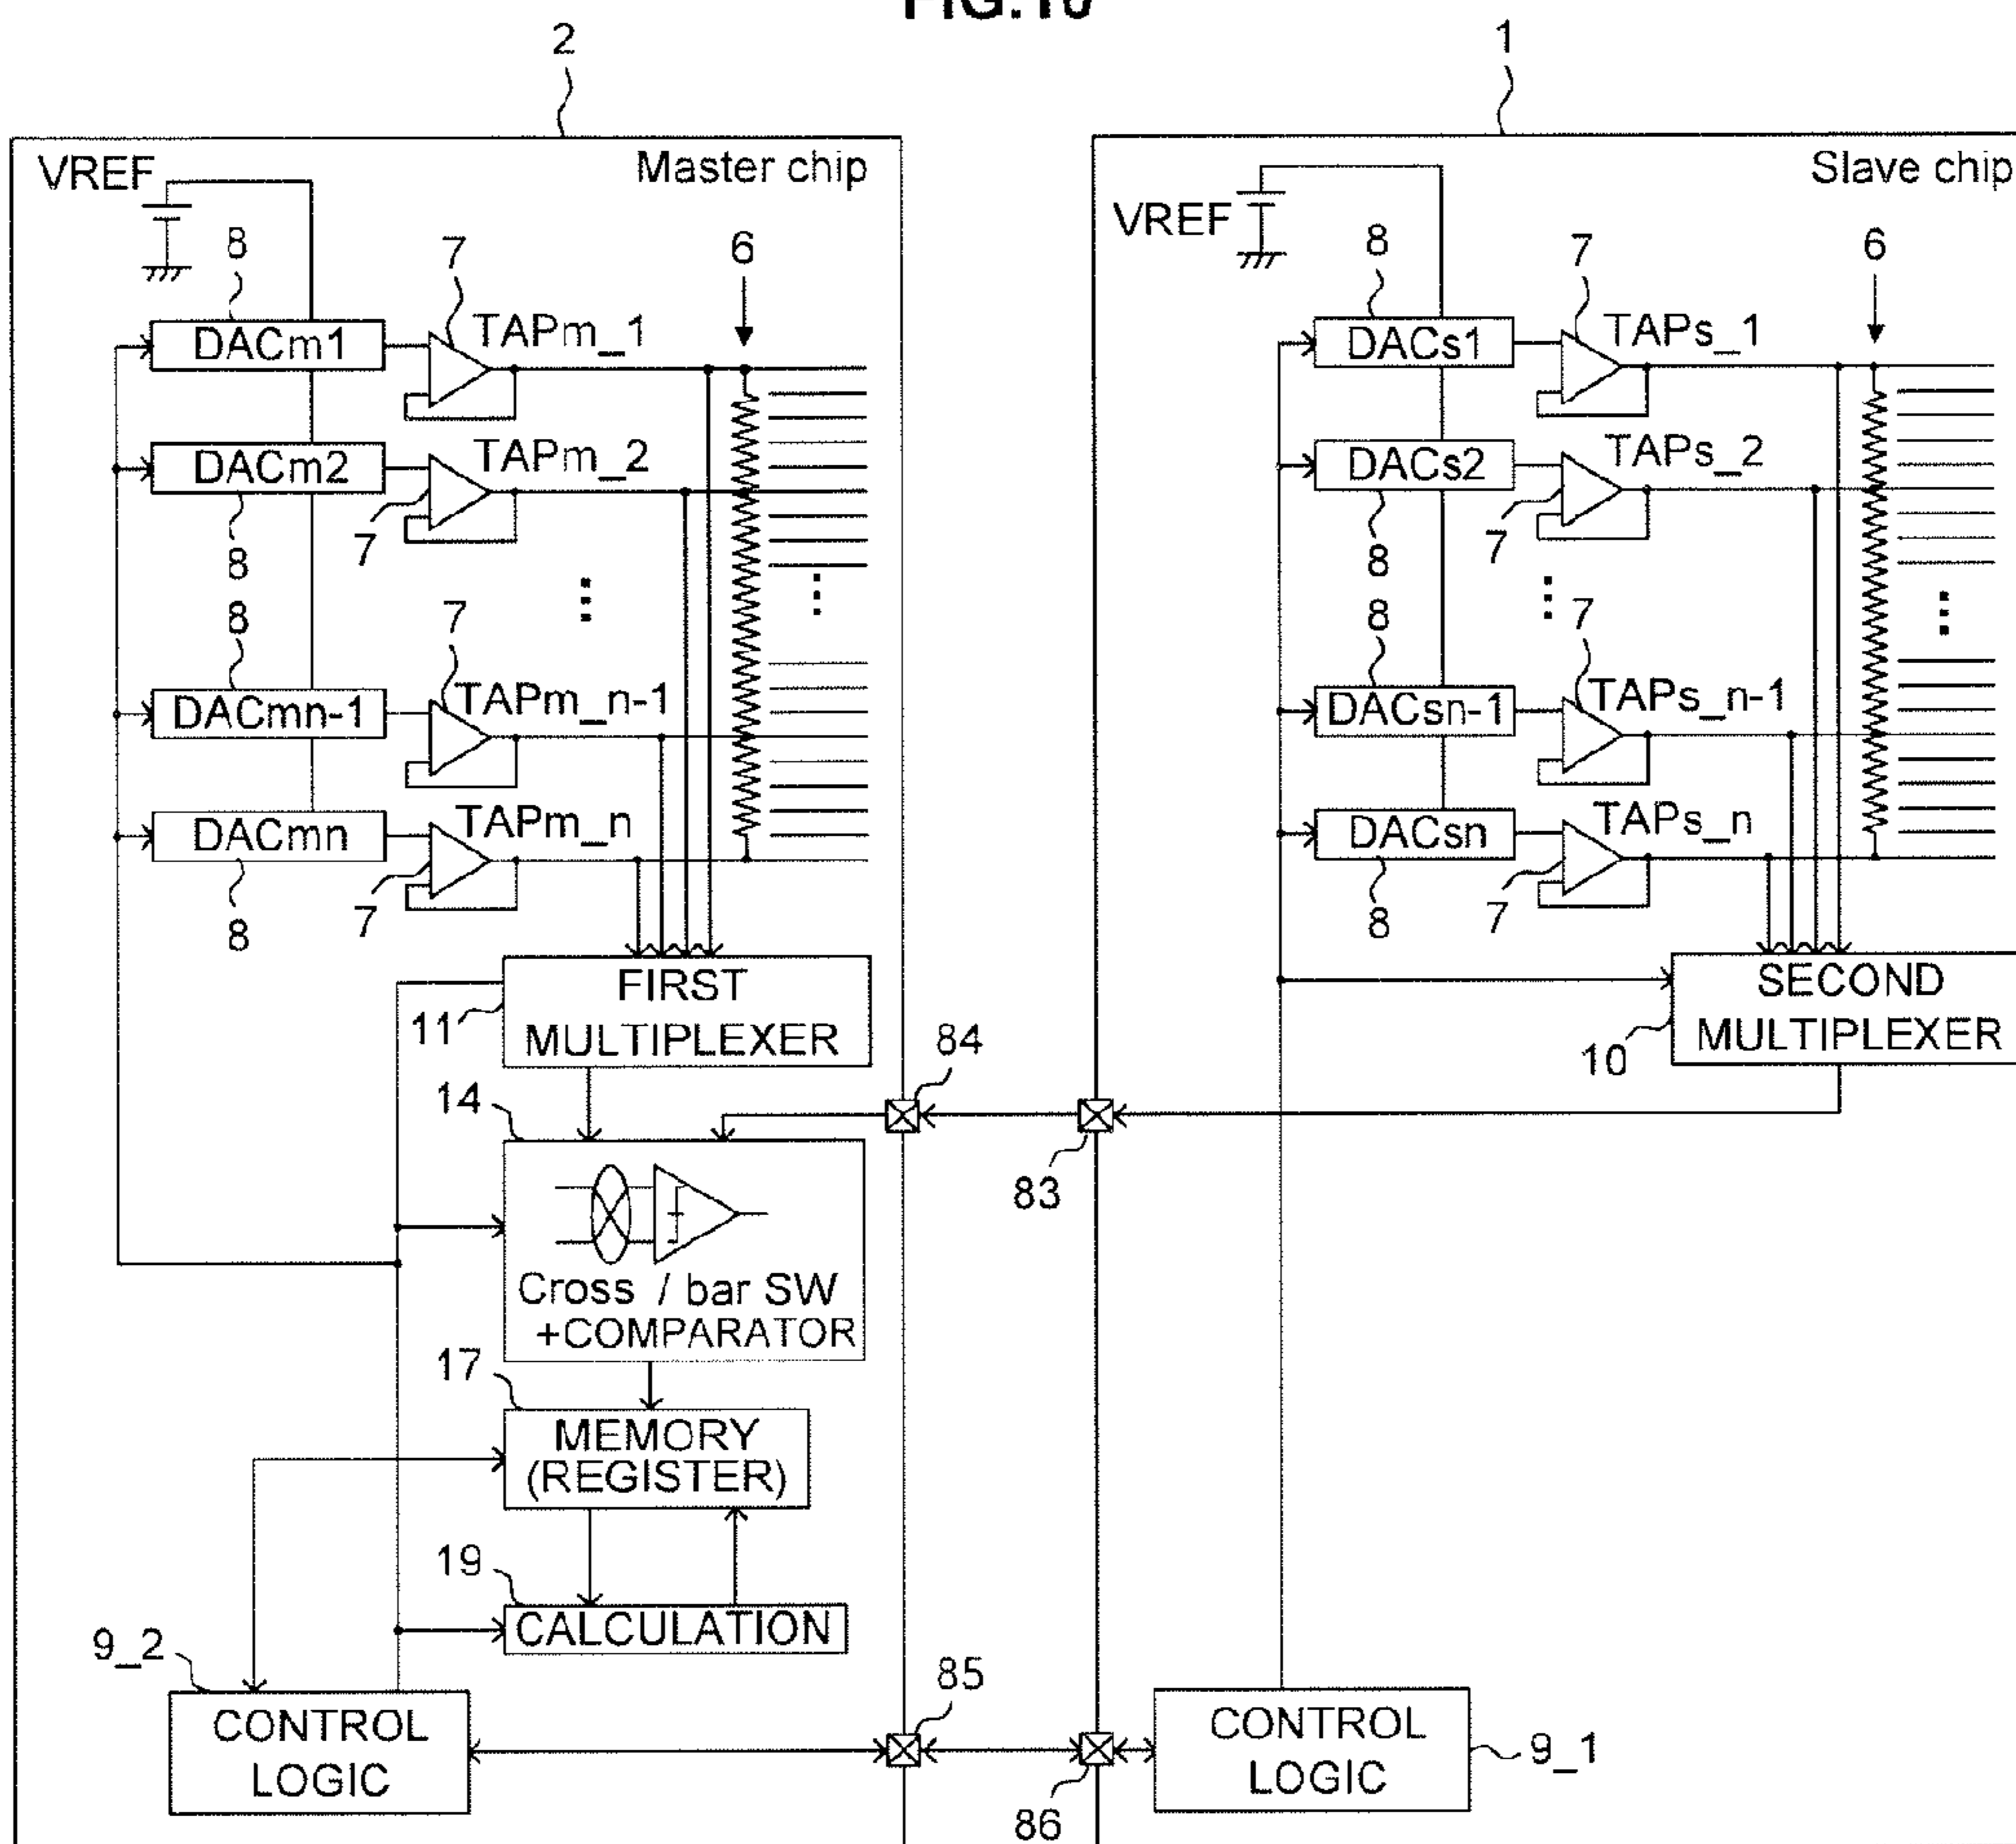 2
1
VREF
Master chip
8
7
6
DACm1
TAPm_1
DACm2
TAPm_2
8
7
8
7
DACmn-1
TAPm_n-1
DACmn
TAPm_n
8
7
FIRST
MULTIPLEXER
11
84
14
Cross / bar SW
+COMPARATOR
17
MEMORY
(REGISTER)
19
CALCULATION
9_2
CONTROL
LOGIC
85
VREF
Slave chip
8
7
6
DACs1
TAPs_1
DACs2
TAPs_2
8
7
8
7
DACsn-1
TAPs_n-1
DACsn
TAPs_n
8
7
SECOND
MULTIPLEXER
10
83
CONTROL
LOGIC
9_1
86